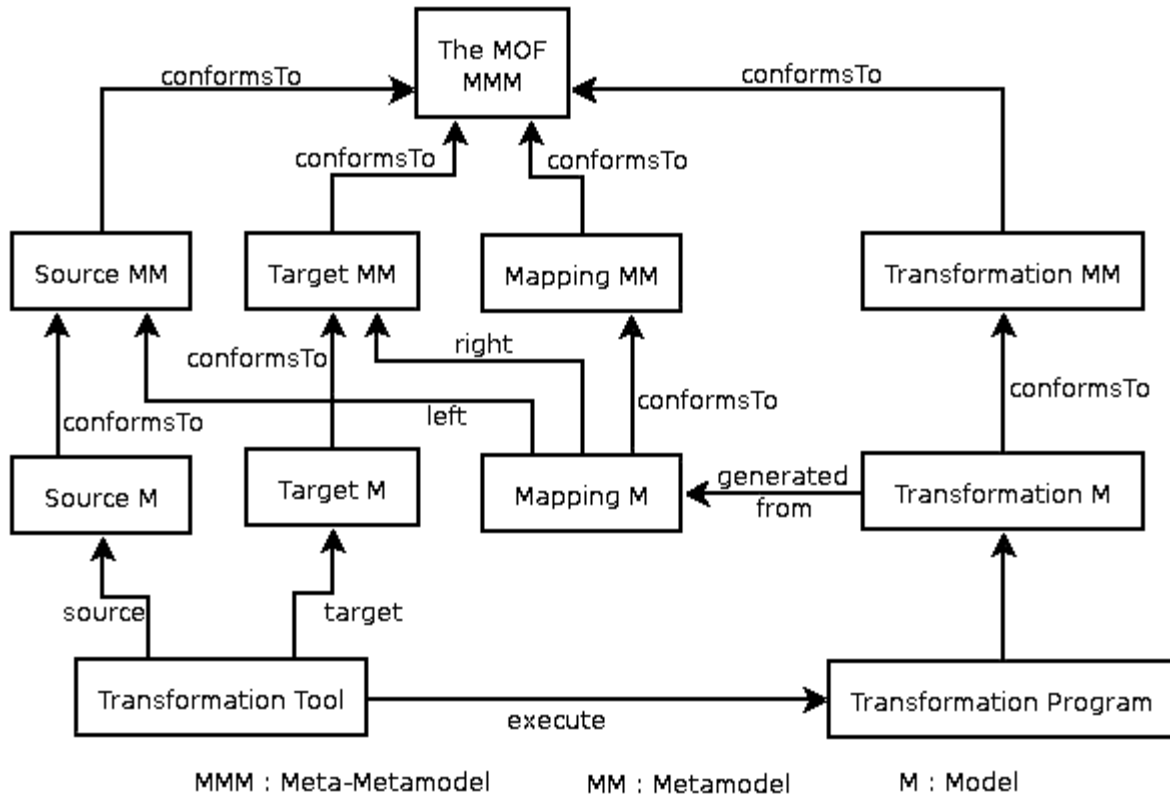 The MOF
MMM
conformsTo
conformsTo
conformsTo
conformsTo
Source MM
Target MM
Mapping MM
Transformation MM
right
conformsTo
left
conformsTo
conformsTo
conformsTo
Source M
Target M
Mapping M
generated
from
Transformation M
source
target
Transformation Tool
execute
Transformation Program
MMM : Meta-Metamodel
MM : Metamodel
M : Model